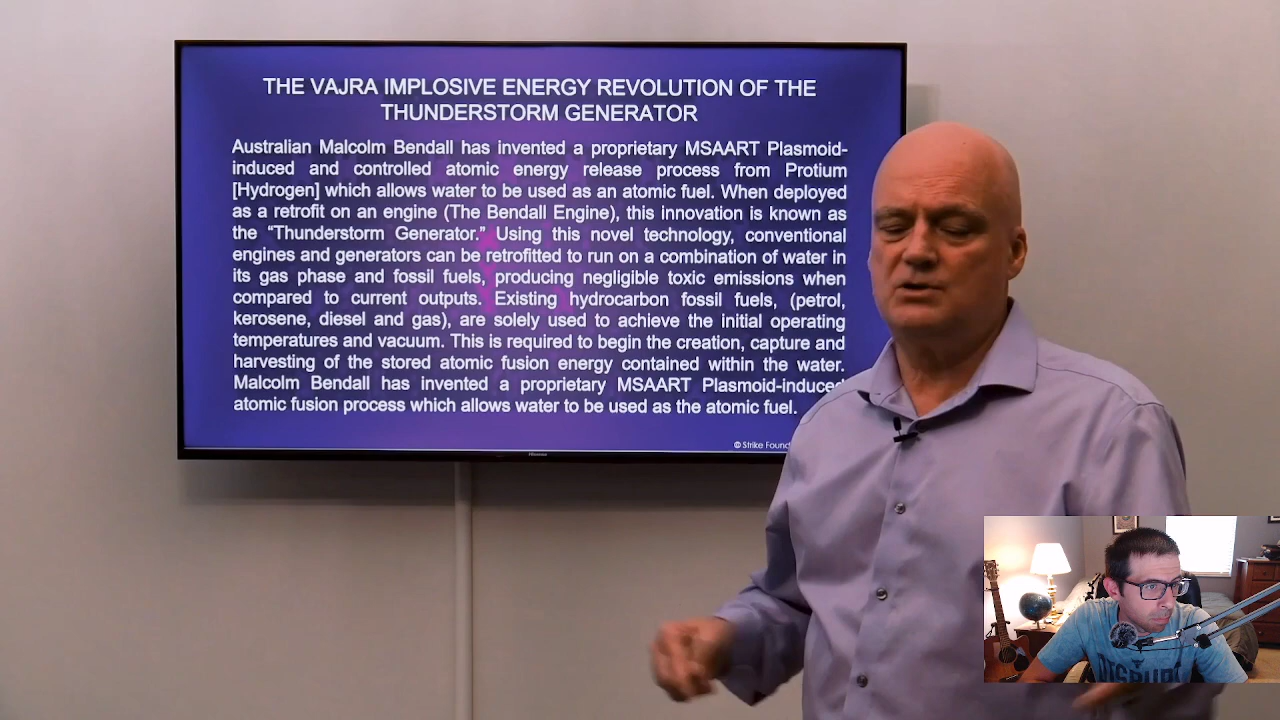 THE VAJRA IMPLOSIVE ENERGY REVOLUTION OF THE
THUNDERSTORM GENERATOR
Australian Malcolm Bendall has invented a proprietary MSAART Plasmoid-
induced and controlled atomic energy release process from Protium
[Hydrogen] which allows water to be used as an atomic fuel. When deployed
as a retrofit on an engine (The Bendall Engine), this innovation is known as
the “Thunderstorm Generator.” Using this novel technology, conventional
engines and generators can be retrofitted to run on a combination of water in
its gas phase and fossil fuels, producing negligible toxic emissions when
compared to current outputs. Existing hydrocarbon fossil fuels, (petrol,
kerosene, diesel and gas), are solely used to achieve the initial operating
temperatures and vacuum. This is required to begin the creation, capture and
harvesting of the stored atomic fusion energy contained within the water.
Malcolm Bendall has invented a proprietary MSAART Plasmoid-induced
atomic fusion process which allows water to be used as the atomic fuel.
© Strike Found
Hisense